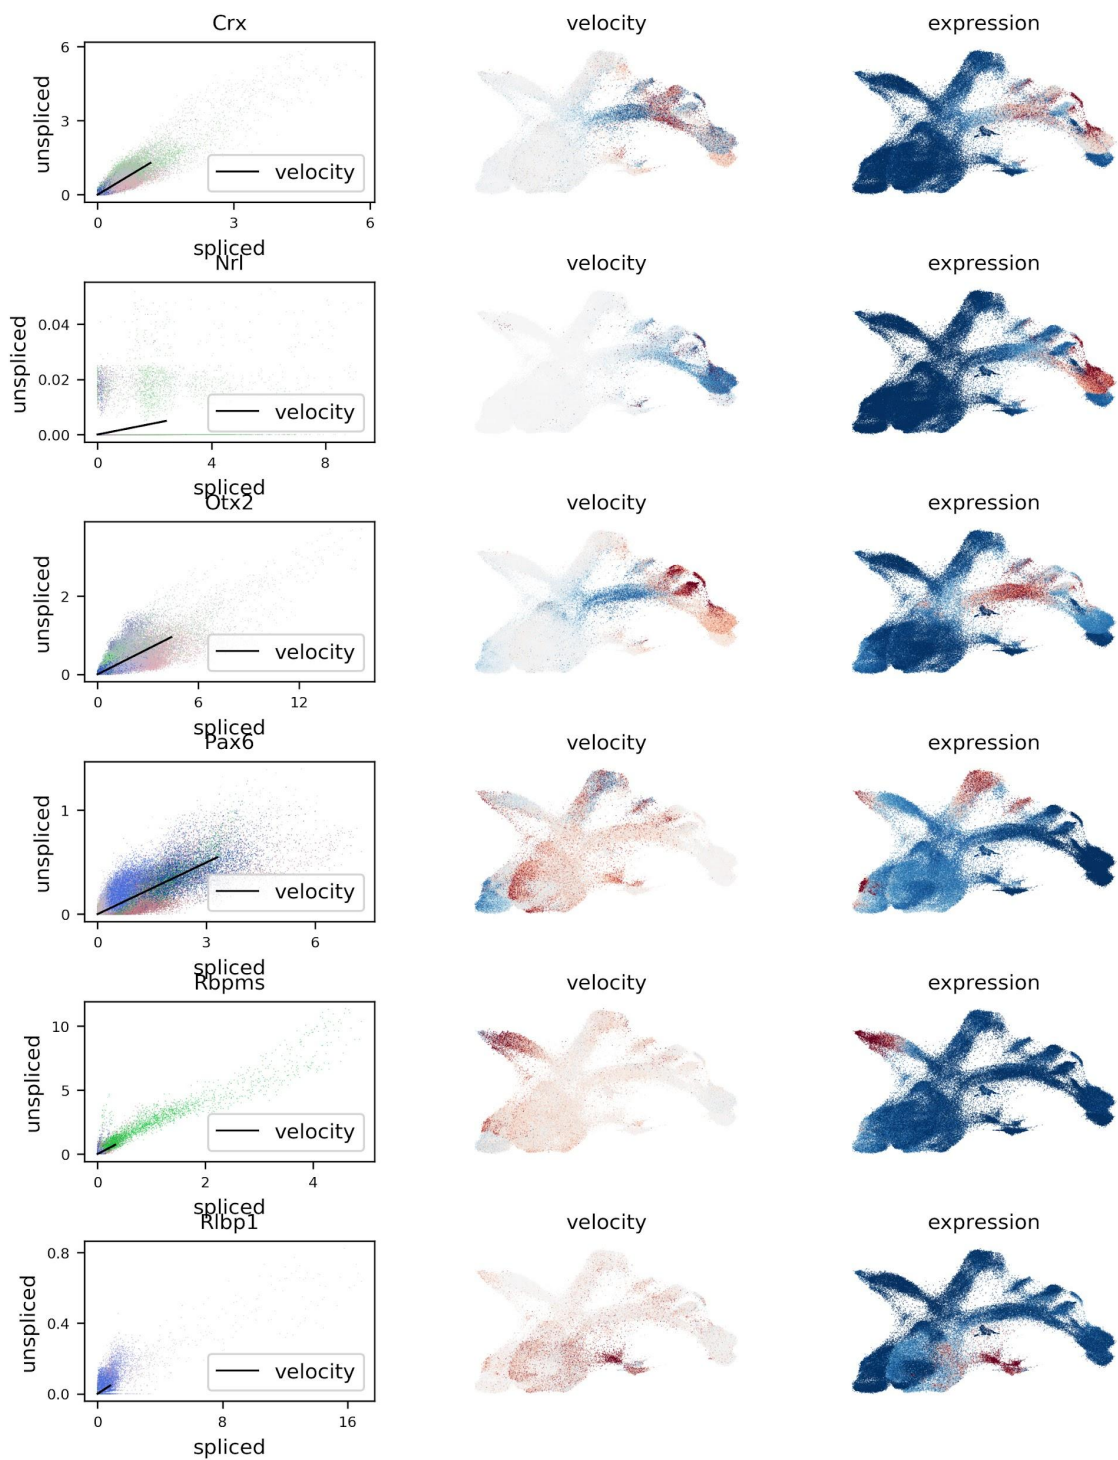 Crx
velocity
expression
unspliced
6
3
0
velocity
0
3
6
spliced
Nrl
velocity
expression
unspliced
0.04
0.02
0.00
velocity
0
4
8
spliced
Otx2
velocity
expression
unspliced
2
0
velocity
0
6
12
spliced
Pax6
velocity
expression
unspliced
1
0
velocity
0
3
6
spliced
Rbpms
velocity
expression
unspliced
10
5
0
velocity
0
2
4
spliced
Rlbp1
velocity
expression
unspliced
0.8
0.4
0.0
velocity
0
8
16
spliced